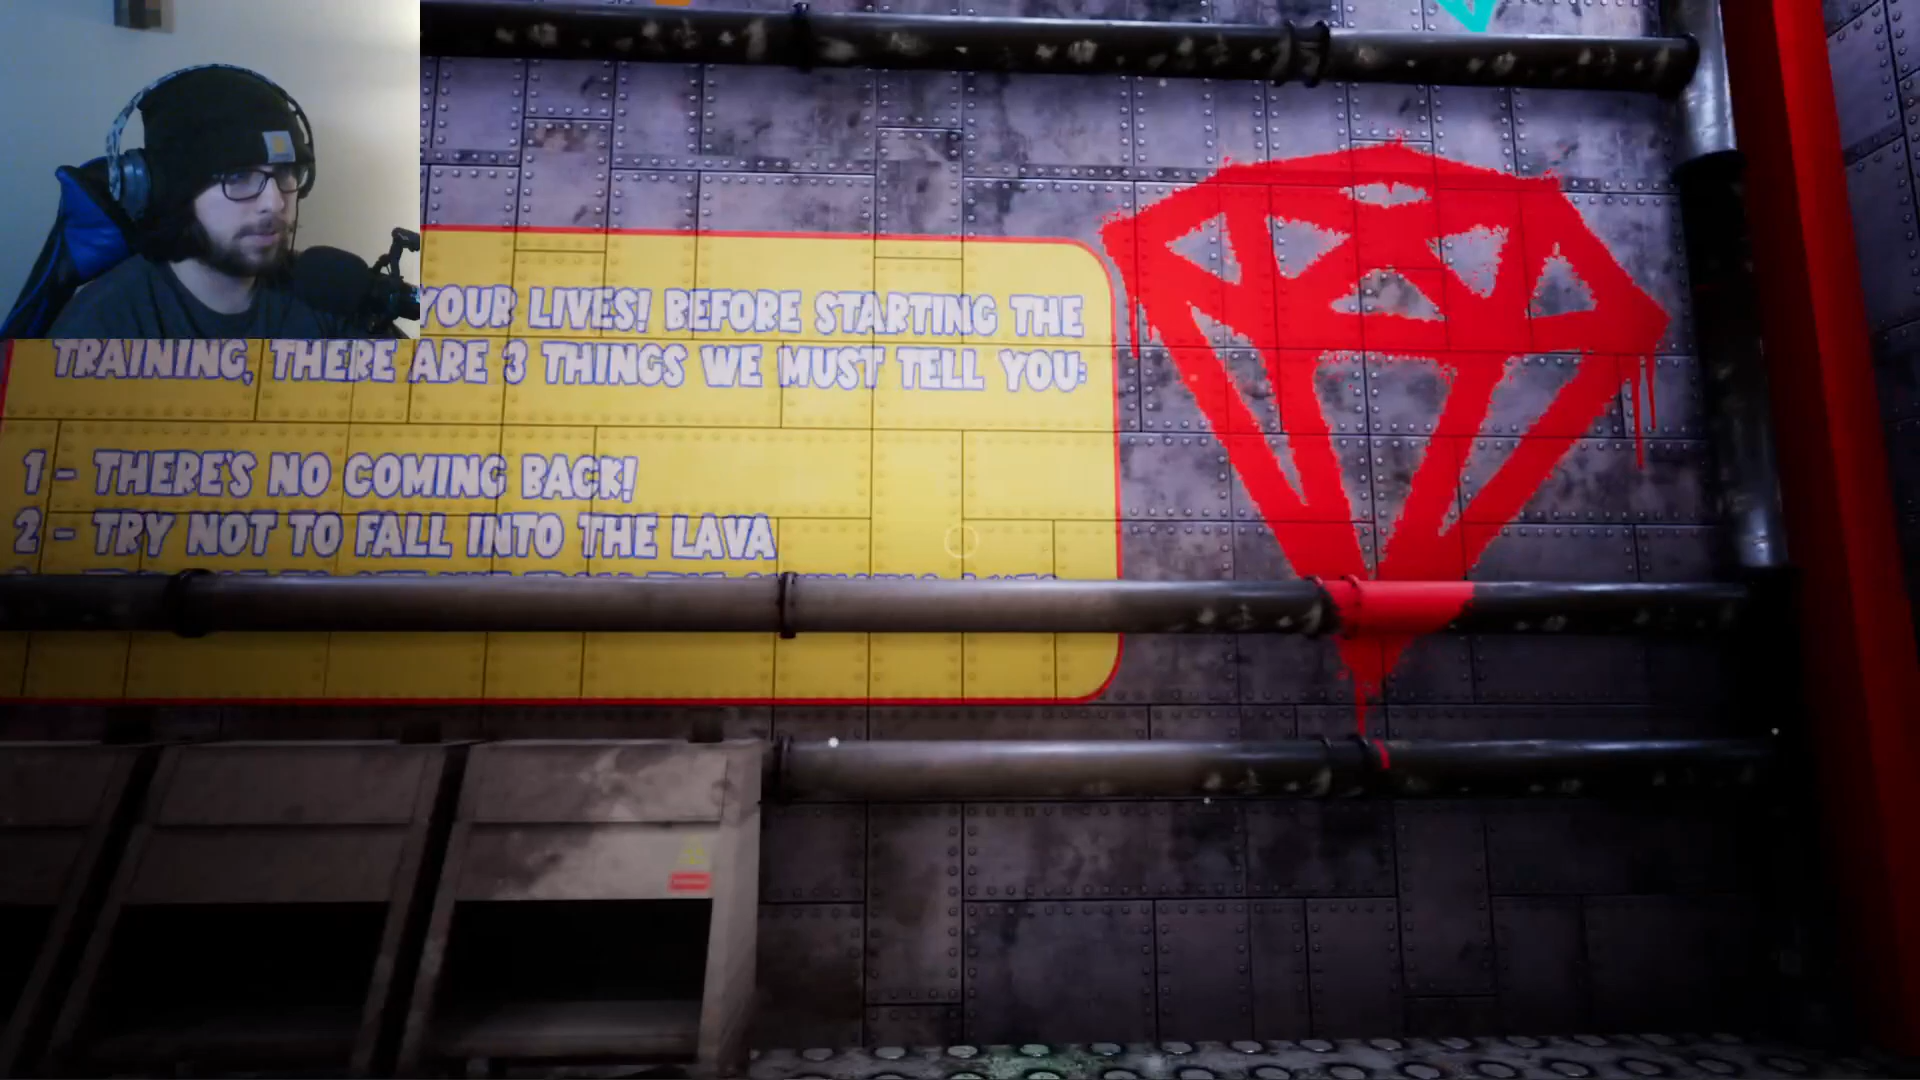 YOUR LIVES! BEFORE STARTING THE
TRAINING, THERE ARE 3 THINGS WE MUST TELL YOU:
1 - THERE'S NO COMING BACK!
2 - TRY NOT TO FALL INTO THE LAVA